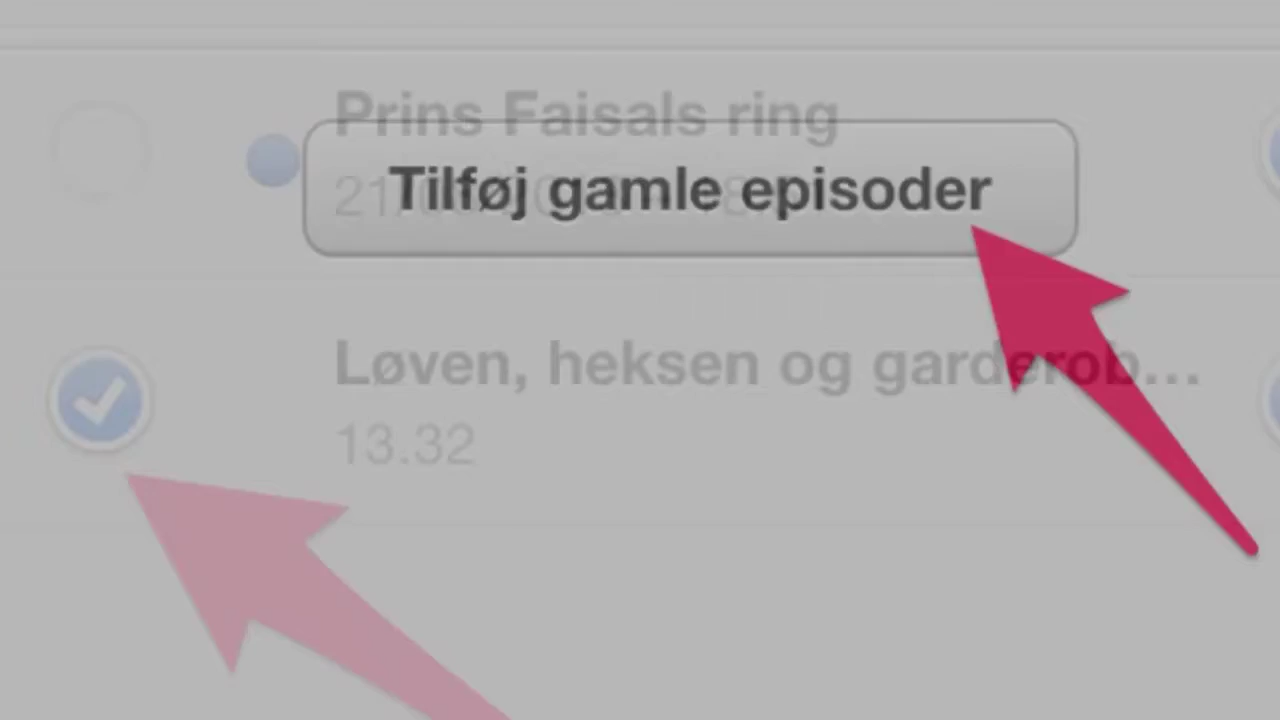 Prins Faisals ring
Tilføj gamle episoder
Løven, heksen og garderob…
13.32